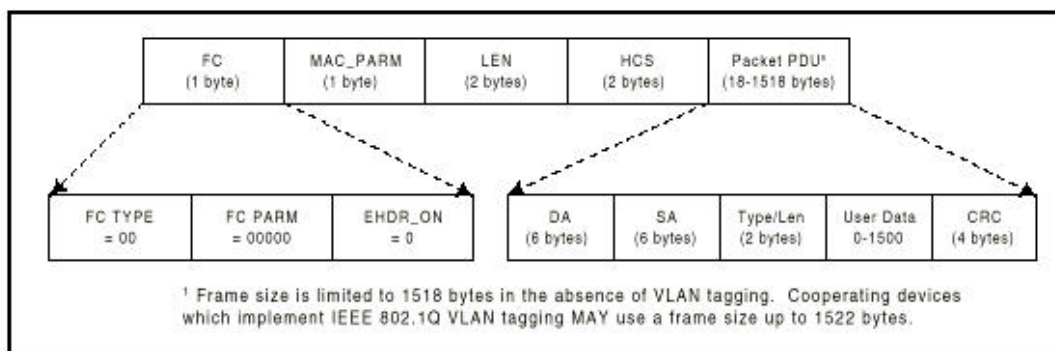 FC
(1 byte)
MAC_PARM
(1 byte)
LEN
(2 bytes)
HCS
(2 bytes)
Packet PDU¹
(18-1518 bytes)
FC TYPE
= 00
FC PARM
= 00000
EHDR_ON
= 0
DA
(6 bytes)
SA
(6 bytes)
Type/Len
(2 bytes)
User Data
0-1500
CRC
(4 bytes)
¹ Frame size is limited to 1518 bytes in the absence of VLAN tagging. Cooperating devices
which implement IEEE 802.1Q VLAN tagging MAY use a frame size up to 1522 bytes.